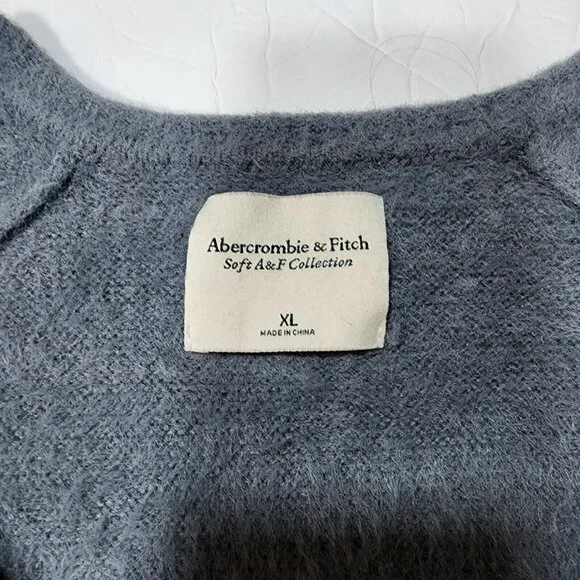 Abercrombie & Fitch
Soft A&F Collection
XL
MADE IN CHINA